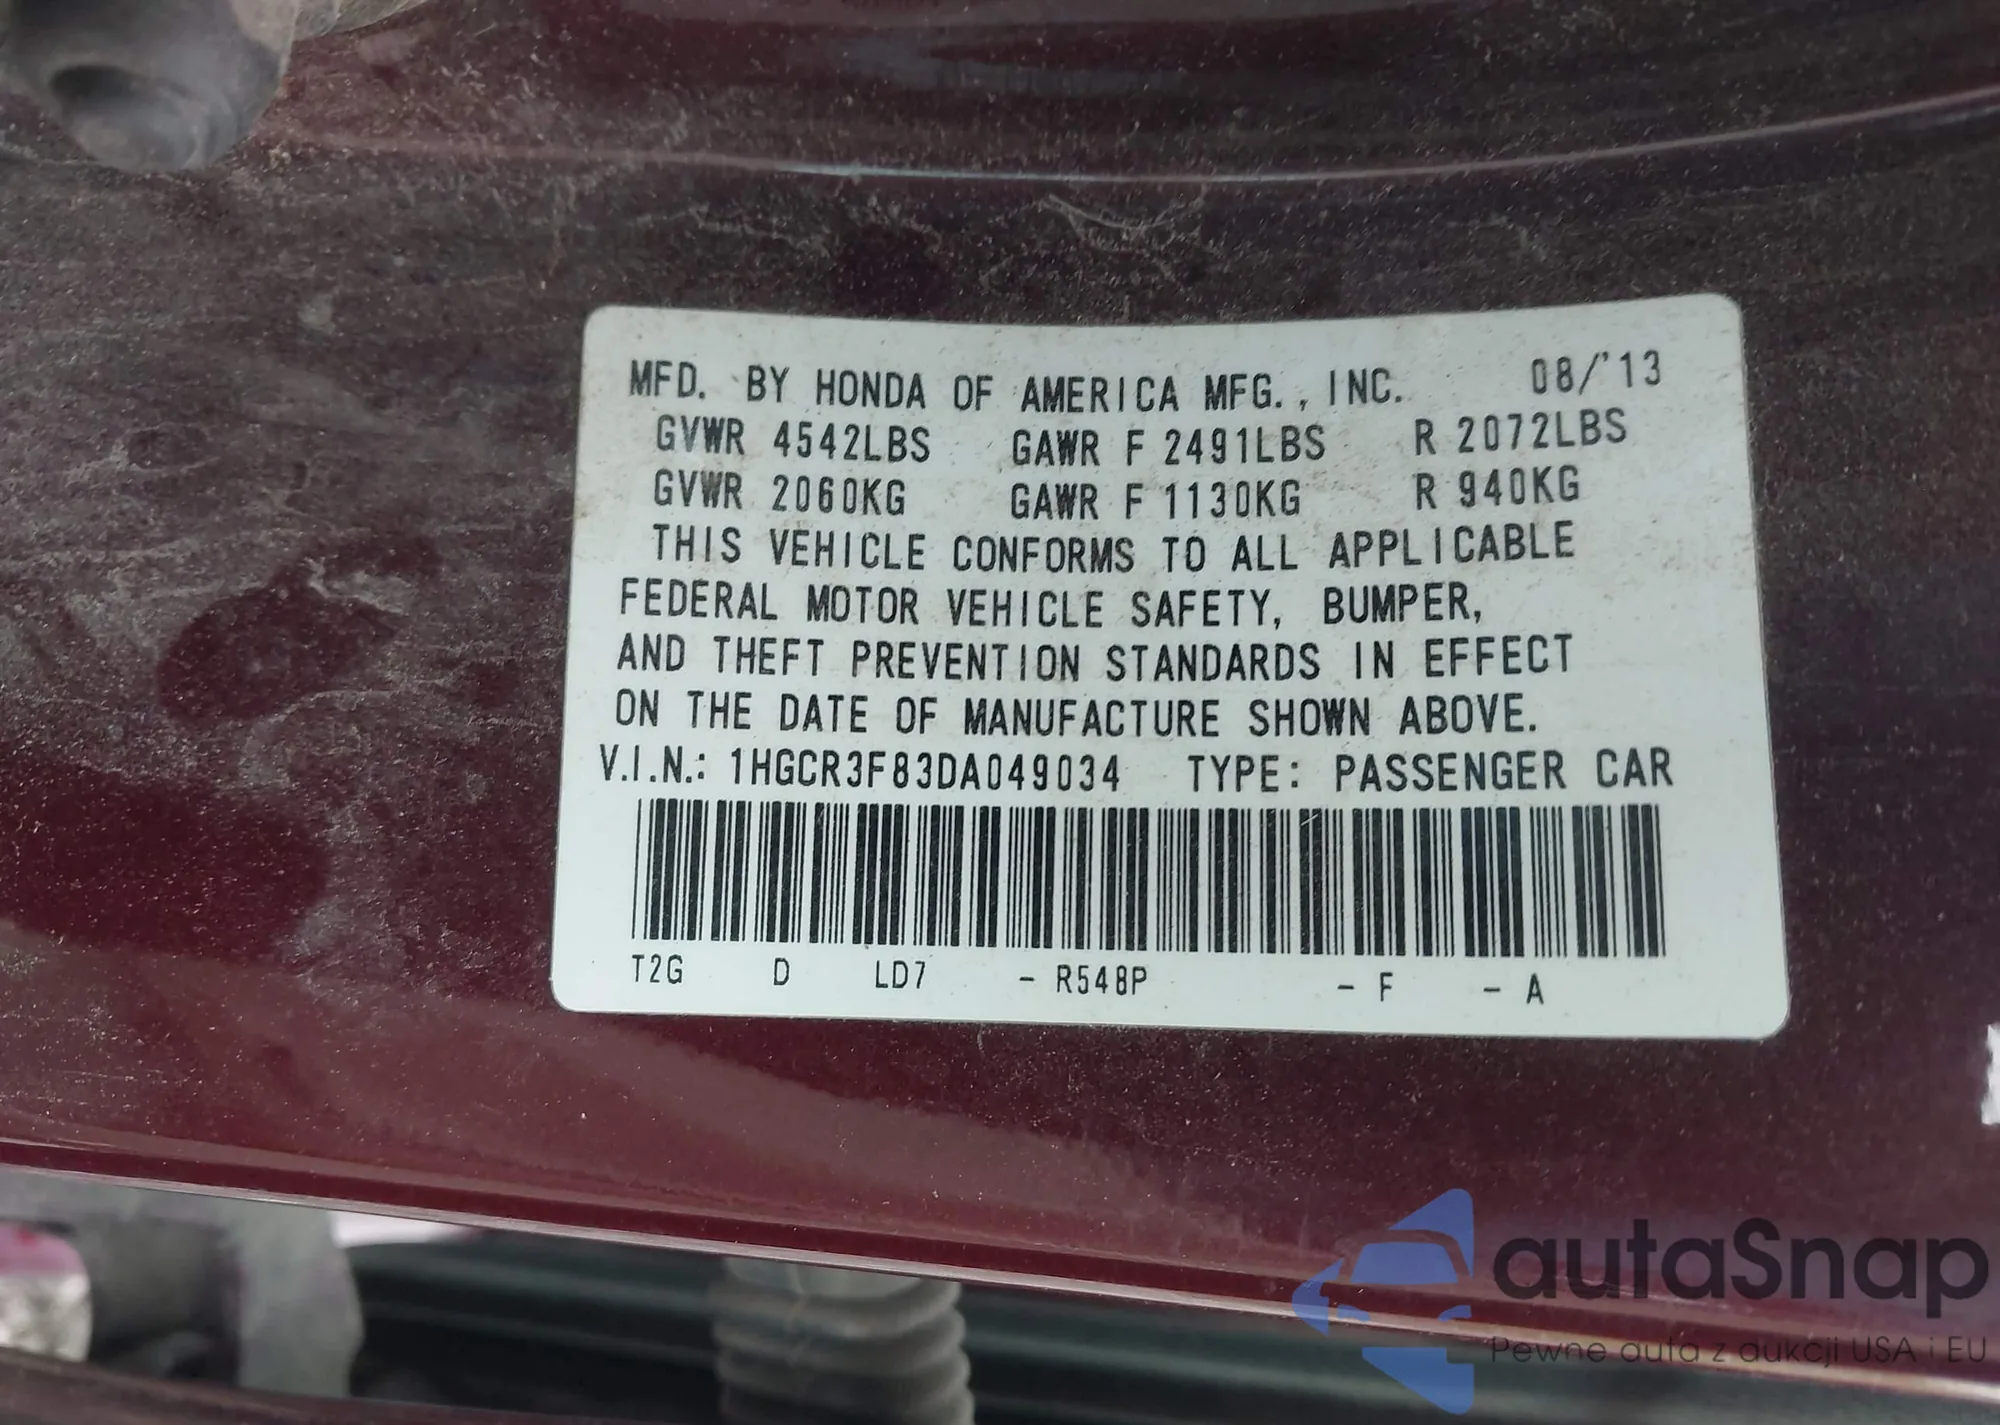 MFD. BY HONDA OF AMERICA MFG., INC. 08/'13
GVWR 4542LBS GAWR F 2491LBS R 2072LBS
GVWR 2060KG GAWR F 1130KG R 940KG
THIS VEHICLE CONFORMS TO ALL APPLICABLE
FEDERAL MOTOR VEHICLE SAFETY, BUMPER,
AND THEFT PREVENTION STANDARDS IN EFFECT
ON THE DATE OF MANUFACTURE SHOWN ABOVE.
V.I.N.: 1HGCR3F83DA049034 TYPE: PASSENGER CAR
T2G D LD7 - R548P - F - A
autaSnap
Pewne auta z aukcji USA i EU